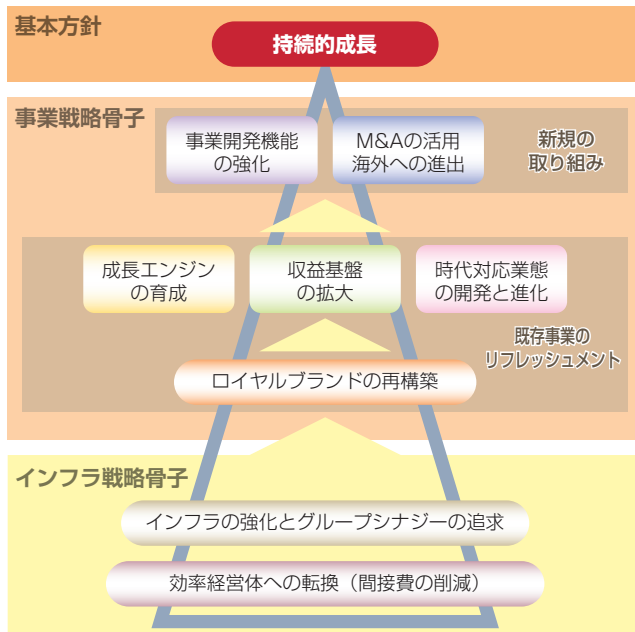 基本方針
持続的成長
事業戦略骨子
事業開発機能
の強化
M&Aの活用
海外への進出
新規の
取り組み
成長エンジン
の育成
収益基盤
の拡大
時代対応業態
の開発と進化
既存事業の
リフレッシュメント
ロイヤルブランドの再構築
インフラ戦略骨子
インフラの強化とグループシナジーの追求
効率経営体への転換（間接費の削減）